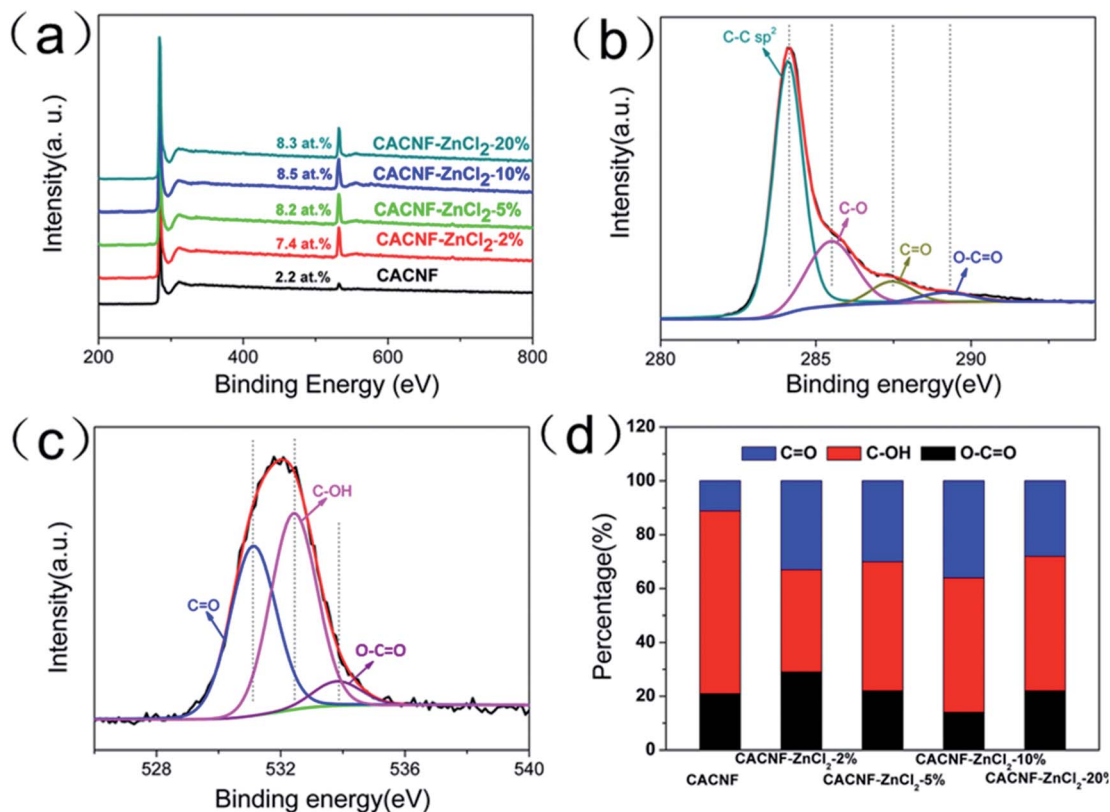 (a)
Intensity(a. u.)
8.3 at.% CACNF-ZnCl₂-20%
8.5 at.% CACNF-ZnCl₂-10%
8.2 at.% CACNF-ZnCl₂-5%
7.4 at.% CACNF-ZnCl₂-2%
2.2 at.% CACNF
200 400 600 800
Binding Energy (eV)
(b)
Intensity(a.u.)
C-C sp²
C-O
C=O
O-C=O
280 285 290
Binding energy(eV)
(c)
Intensity(a.u.)
C-OH
C=O
O-C=O
528 532 536 540
Binding energy(eV)
(d)
Percentage(%)
120
100
80
60
40
20
0
C=O C-OH O-C=O
CACNF
CACNF-ZnCl₂-2%
CACNF-ZnCl₂-5%
CACNF-ZnCl₂-10%
CACNF-ZnCl₂-20%